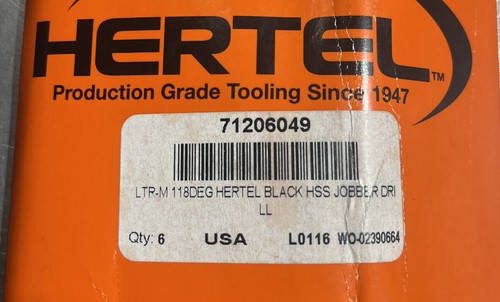 HERTEL™
Production Grade Tooling Since 1947
71206049
LTR-M 118DEG HERTEL BLACK HSS JOBBER DRI
LL
Qty: 6 USA L0116 WO-02390664